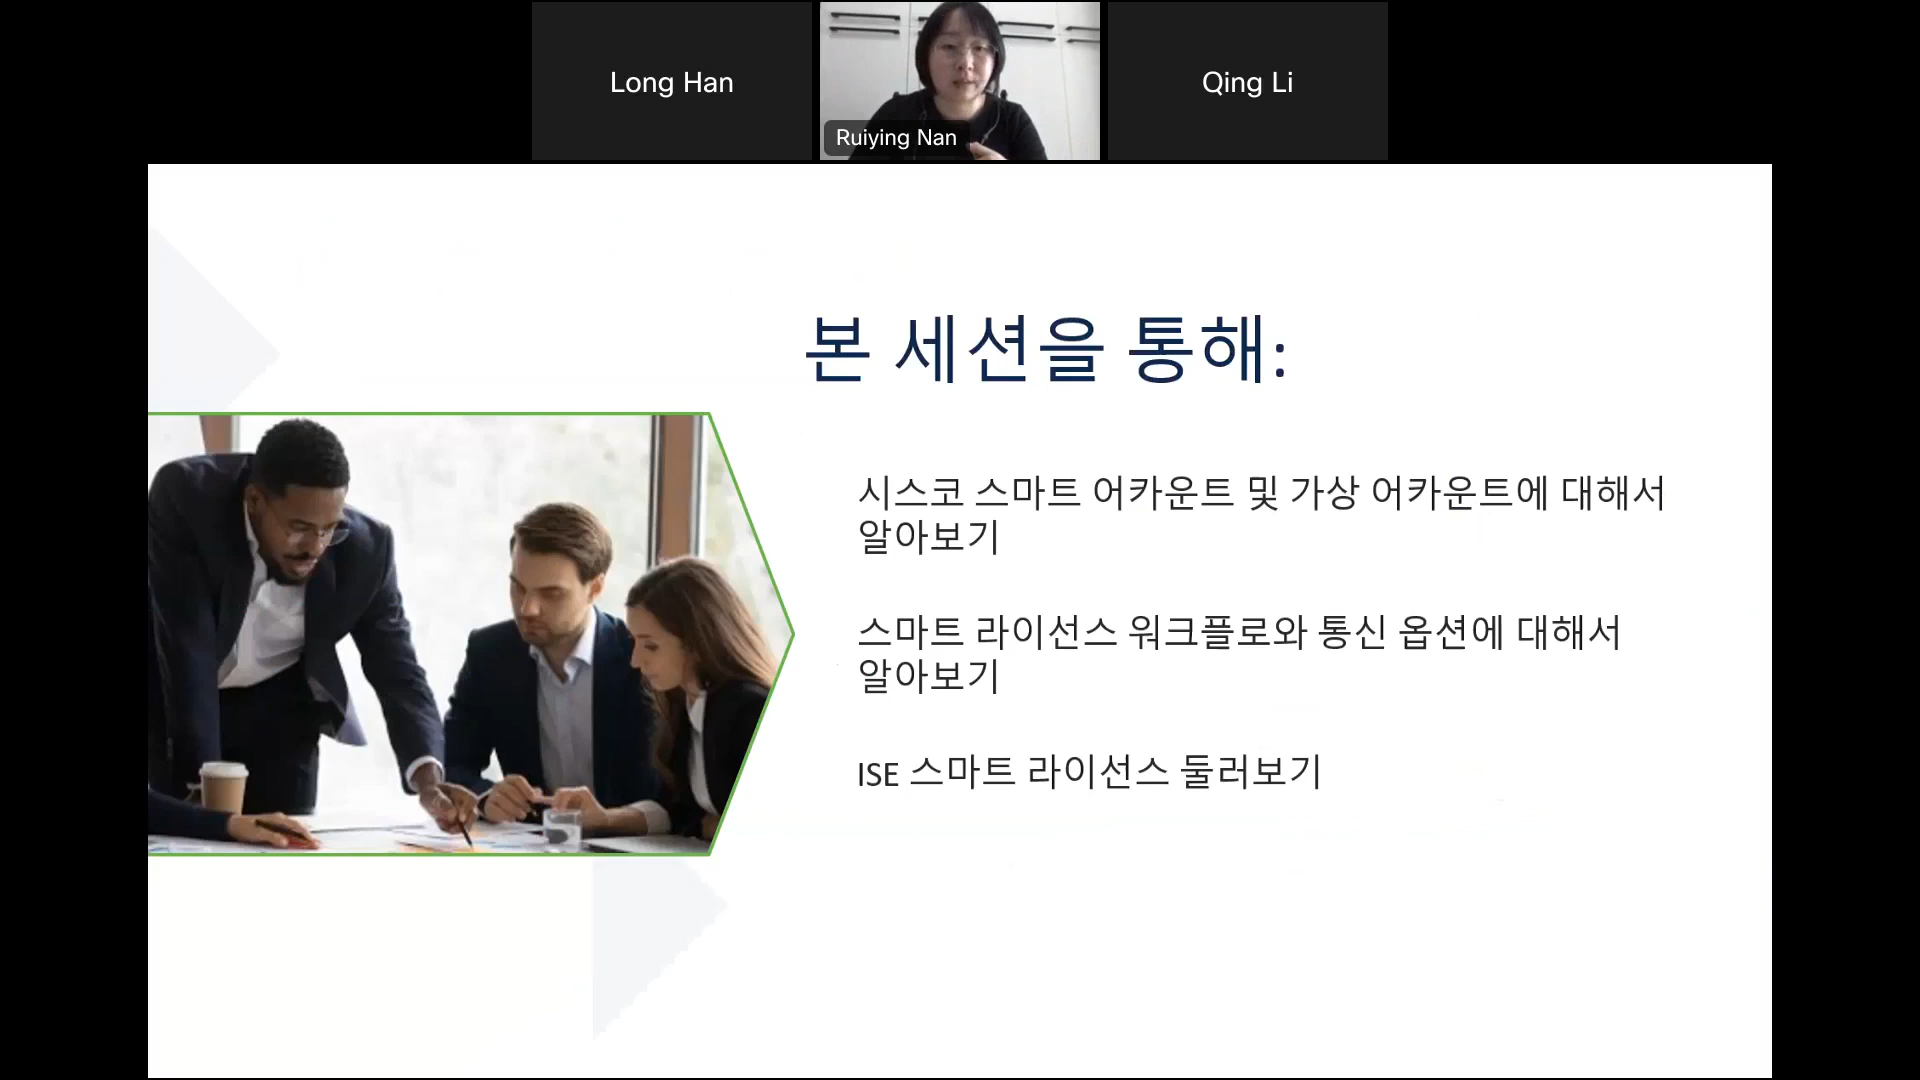 Long Han
Ruiying Nan
Qing Li
본 세션을 통해:
시스코 스마트 어카운트 및 가상 어카운트에 대해서
알아보기
스마트 라이선스 워크플로와 통신 옵션에 대해서
알아보기
ISE 스마트 라이선스 둘러보기